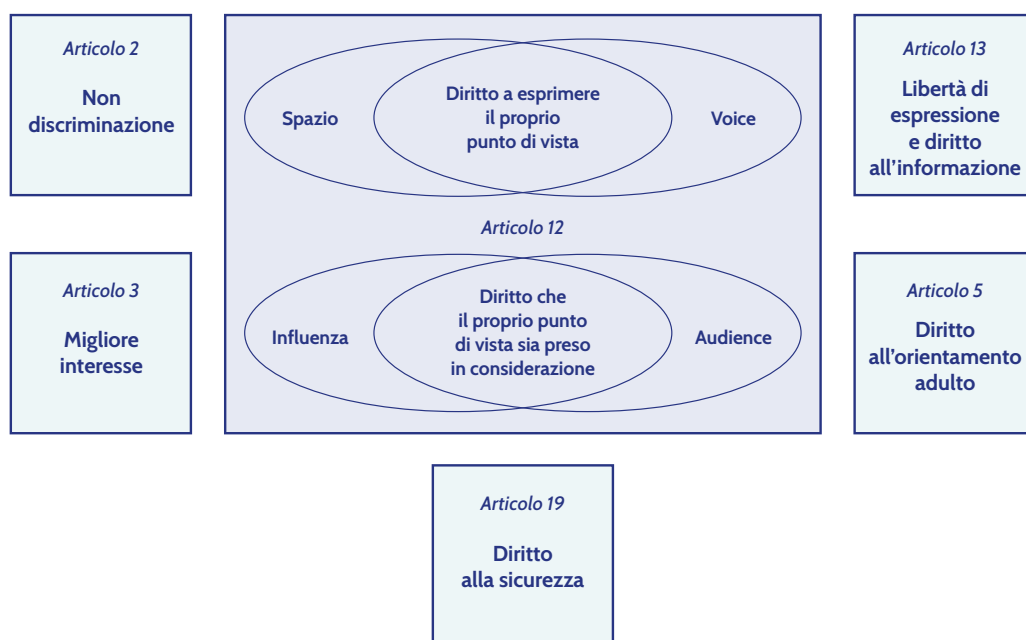 Articolo 2
Non
discriminazione
Spazio
Diritto a esprimere
il proprio
punto di vista
Voice
Articolo 13
Libertà di
espressione
e diritto
all'informazione
Articolo 12
Articolo 3
Migliore
interesse
Influenza
Diritto che
il proprio punto
di vista sia preso
in considerazione
Audience
Articolo 5
Diritto
all'orientamento
adulto
Articolo 19
Diritto
alla sicurezza